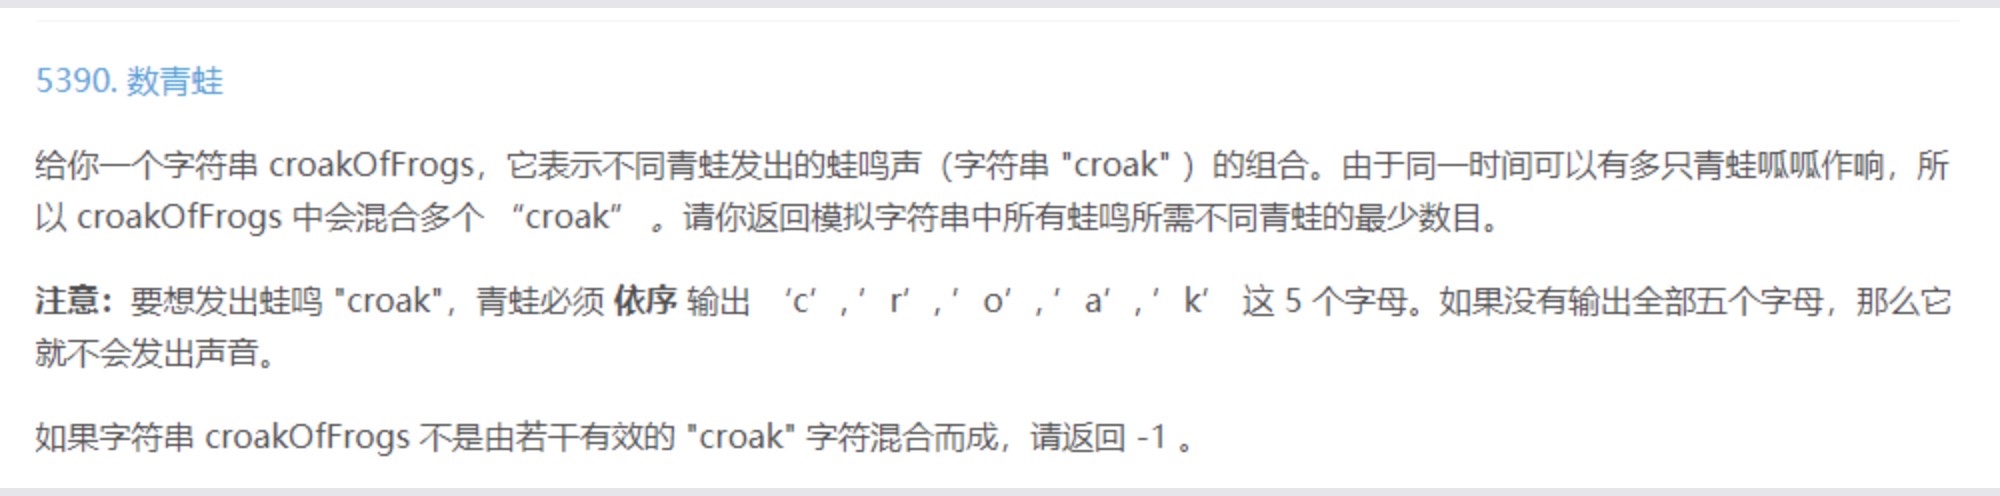 5390. 数青蛙
给你一个字符串 croakOfFrogs，它表示不同青蛙发出的蛙鸣声（字符串 "croak" ）的组合。由于同一时间可以有多只青蛙呱呱作响，所
以 croakOfFrogs 中会混合多个 “croak” 。请你返回模拟字符串中所有蛙鸣所需不同青蛙的最少数目。
注意：要想发出蛙鸣 "croak"，青蛙必须 依序 输出 ‘c’, ’r’, ’o’, ’a’, ’k’ 这 5 个字母。如果没有输出全部五个字母，那么它
就不会发出声音。
如果字符串 croakOfFrogs 不是由若干有效的 "croak" 字符混合而成，请返回 -1 。